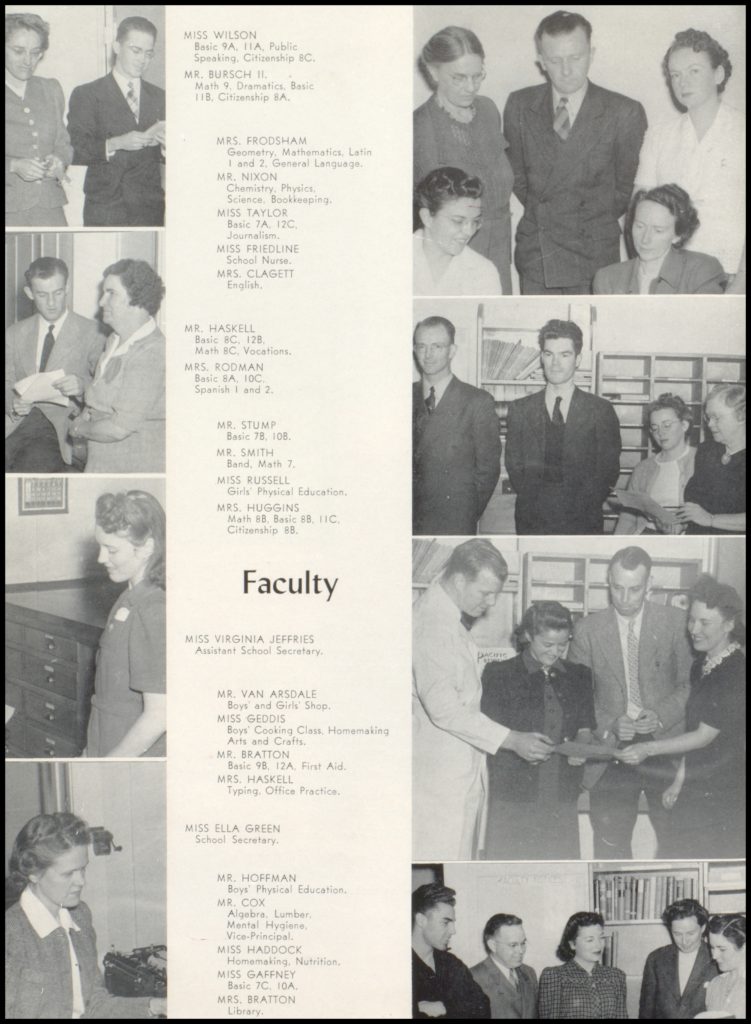 MISS WILSON
Basic 9A, 11A, Public
Speaking, Citizenship 8C.
MR. BURSCH II.
Math 9, Dramatics, Basic
11B, Citizenship 8A.
MRS. FRODSHAM
Geometry, Mathematics, Latin
1 and 2, General Language.
MR. NIXON
Chemistry, Physics,
Science, Bookkeeping.
MISS TAYLOR
Basic 7A, 12C,
Journalism.
MISS FRIEDLINE
School Nurse.
MRS. CLAGETT
English.
MR. HASKELL
Basic 8C, 12B,
Math 8C, Vocations.
MRS. RODMAN
Basic 8A, 10C,
Spanish 1 and 2.
MR. STUMP
Basic 7B, 10B.
MR. SMITH
Band, Math 7.
MISS RUSSELL
Girls' Physical Education.
MRS. HUGGINS
Math 8B, Basic 8B, 11C,
Citizenship 8B.
Faculty
MISS VIRGINIA JEFFRIES
Assistant School Secretary.
MR. VAN ARSDALE
Boys' and Girls' Shop.
MISS GEDDIS
Boys' Cooking Class, Homemaking
Arts and Crafts.
MR. BRATTON
Basic 9B, 12A, First Aid.
MRS. HASKELL
Typing, Office Practice.
MISS ELLA GREEN
School Secretary.
MR. HOFFMAN
Boys' Physical Education.
MR. COX
Algebra, Lumber,
Mental Hygiene,
Vice-Principal.
MISS HADDOCK
Homemaking, Nutrition.
MISS GAFFNEY
Basic 7C, 10A.
MRS. BRATTON
Library.
PACIFIC